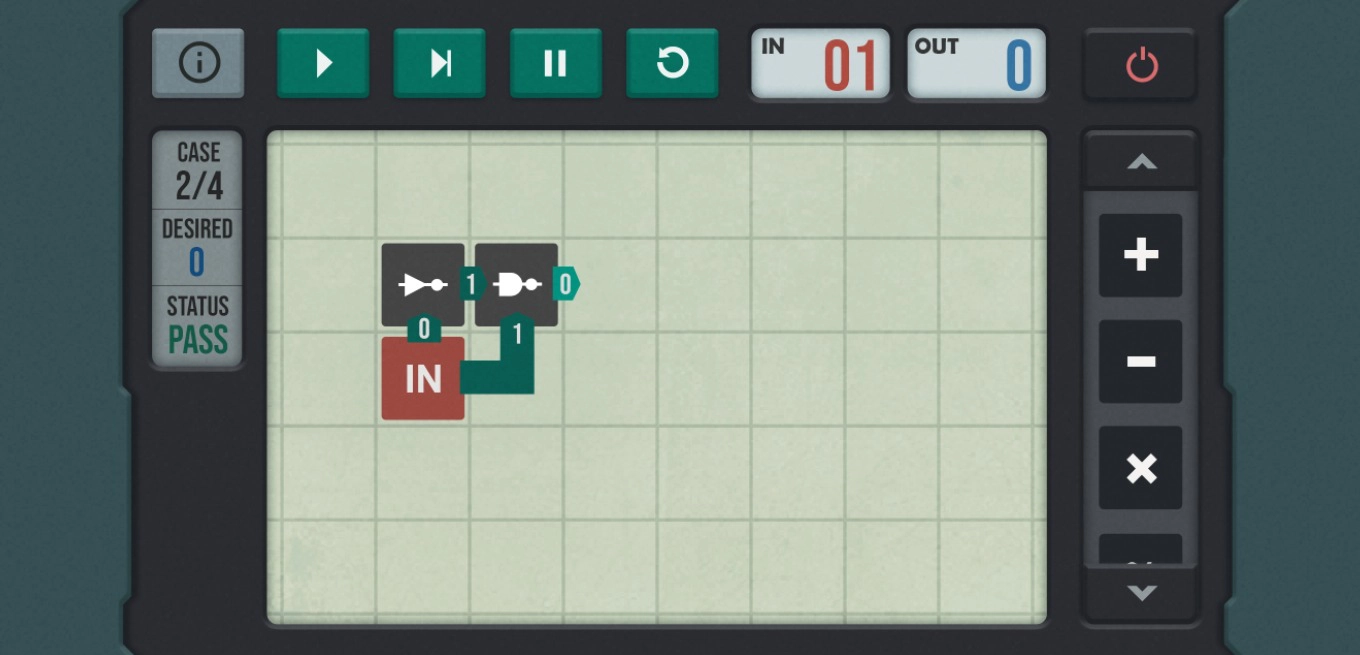 IN 01 OUT 0
CASE
2/4
DESIRED
0
STATUS
PASS
1 0
0 1
IN